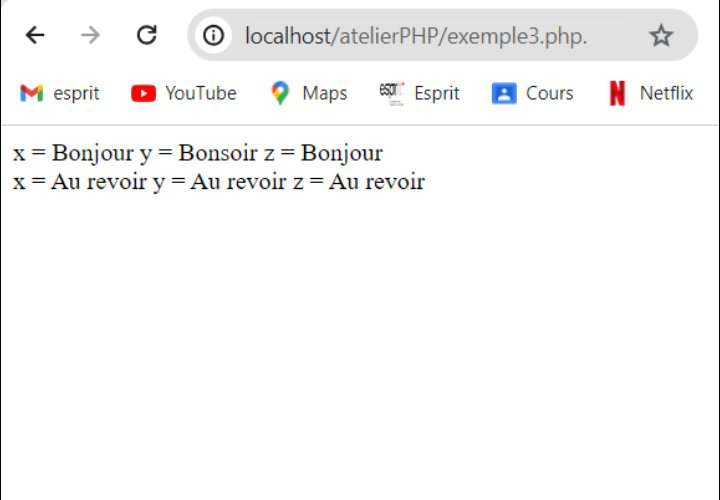 localhost/atelierPHP/exemple3.php.
esprit YouTube Maps Esprit Cours Netflix
x = Bonjour y = Bonsoir z = Bonjour
x = Au revoir y = Au revoir z = Au revoir